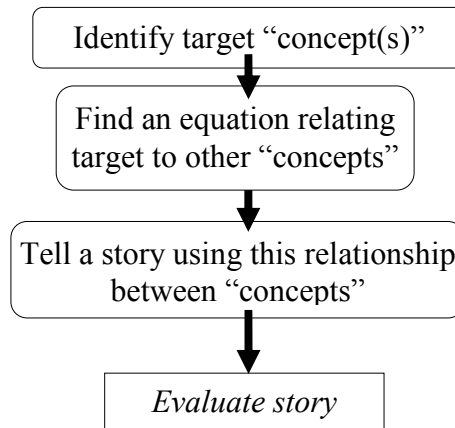 Identify target “concept(s)”
Find an equation relating
target to other “concepts”
Tell a story using this relationship
between “concepts”
Evaluate story